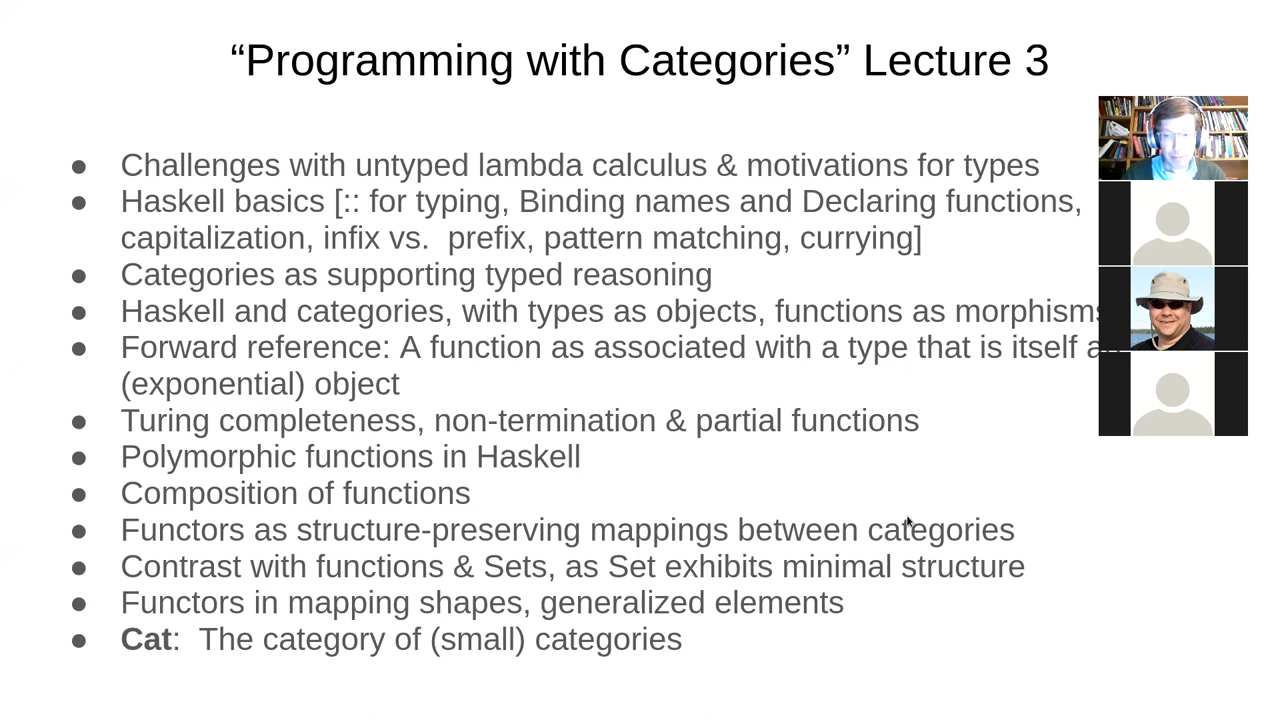 “Programming with Categories” Lecture 3
● Challenges with untyped lambda calculus & motivations for types
● Haskell basics [:: for typing, Binding names and Declaring functions,
capitalization, infix vs.  prefix, pattern matching, currying]
● Categories as supporting typed reasoning
● Haskell and categories, with types as objects, functions as morphisms
● Forward reference: A function as associated with a type that is itself
(exponential) object
● Turing completeness, non-termination & partial functions
● Polymorphic functions in Haskell
● Composition of functions
● Functors as structure-preserving mappings between categories
● Contrast with functions & Sets, as Set exhibits minimal structure
● Functors in mapping shapes, generalized elements
● Cat:  The category of (small) categories